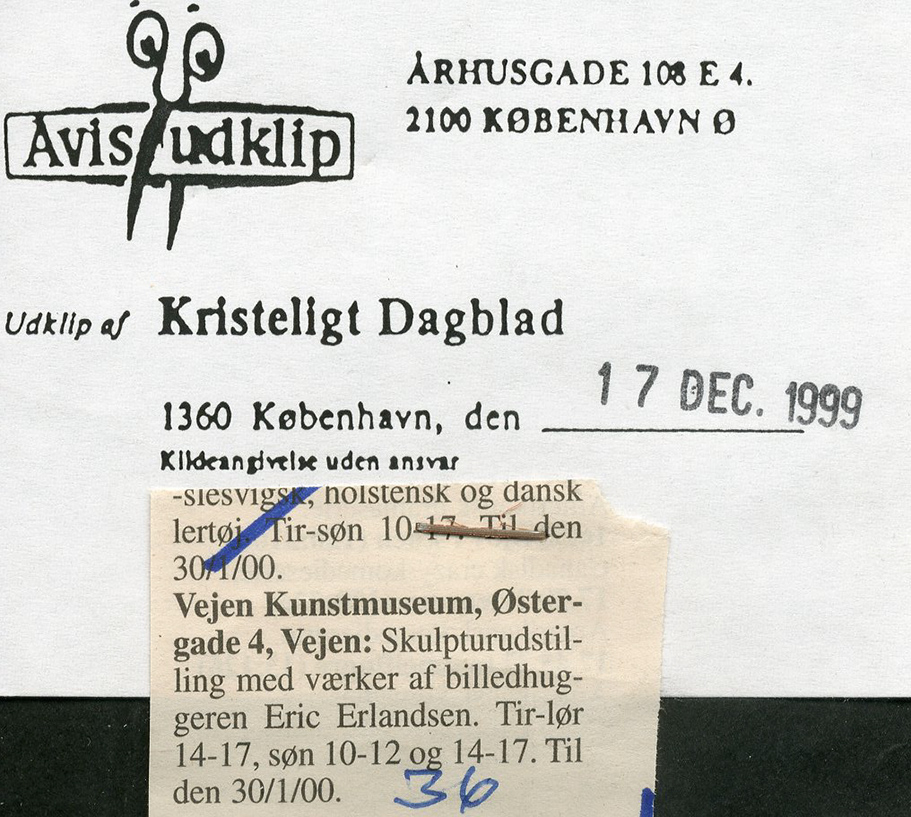 Avis udklip
ÅRHUSGADE 108 E 4.
2100 KØBENHAVN Ø
Udklip af Kristeligt Dagblad
1360 København, den 17 DEC. 1999
Kildeangivelse uden ansvar
-slesvigsk, holstensk og dansk
lertøj. Tir-søn 10-17. Til den
30/1/00.
Vejen Kunstmuseum, Øster-
gade 4, Vejen: Skulpturudstil-
ling med værker af billedhug-
geren Eric Erlandsen. Tir-lør
14-17, søn 10-12 og 14-17. Til
den 30/1/00.
36